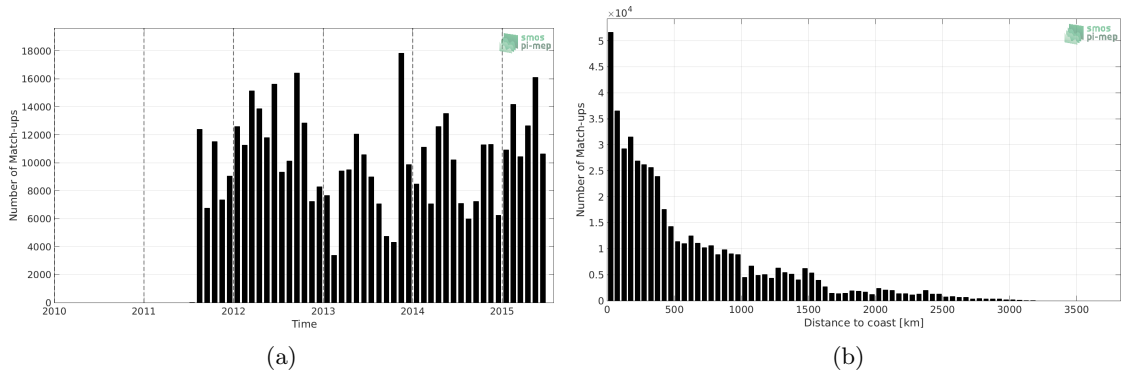 smos
pi-mep
Number of Match-ups
18000
16000
14000
12000
10000
8000
6000
4000
2000
0
2010 2011 2012 2013 2014 2015
Time
(a)
×10⁴
smos
pi-mep
Number of Match-ups
5
4.5
4
3.5
3
2.5
2
1.5
1
0.5
0
0 500 1000 1500 2000 2500 3000 3500
Distance to coast [km]
(b)